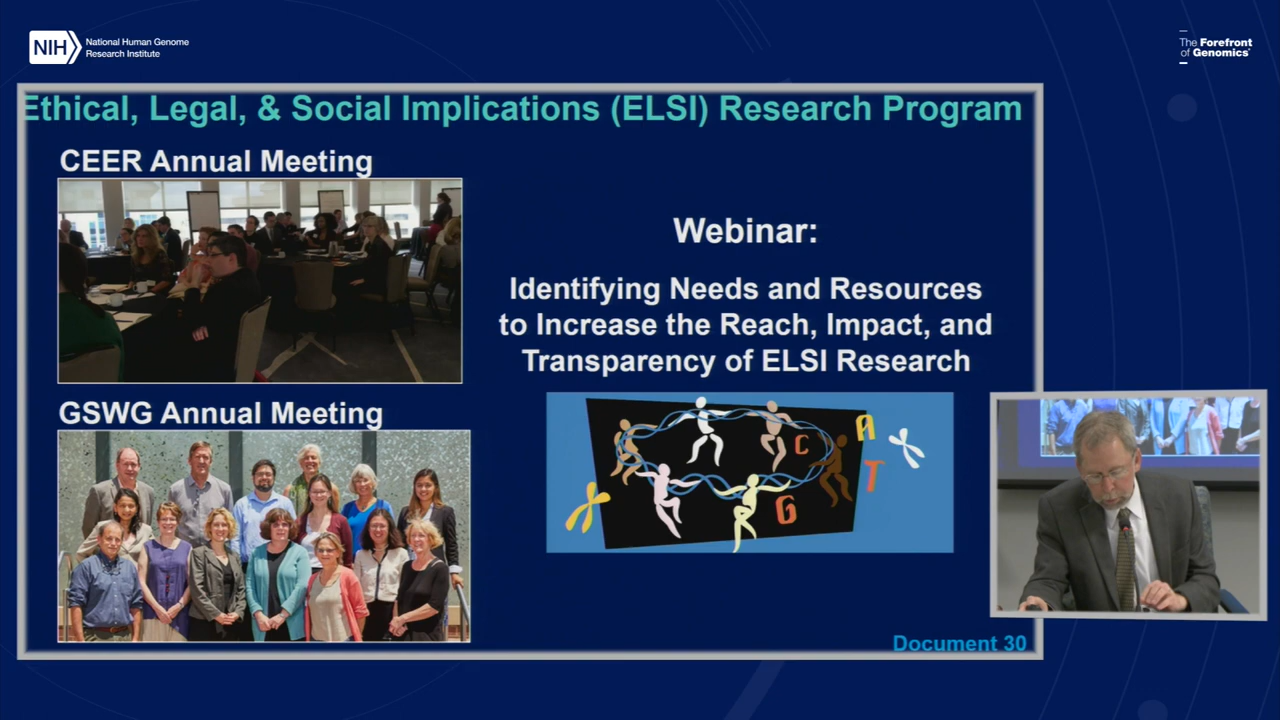 NIH
National Human Genome
Research Institute
The Forefront
of Genomics®
Ethical, Legal, & Social Implications (ELSI) Research Program
CEER Annual Meeting
Webinar:
Identifying Needs and Resources
to Increase the Reach, Impact, and
Transparency of ELSI Research
GSWG Annual Meeting
A
C
T
G
Document 30